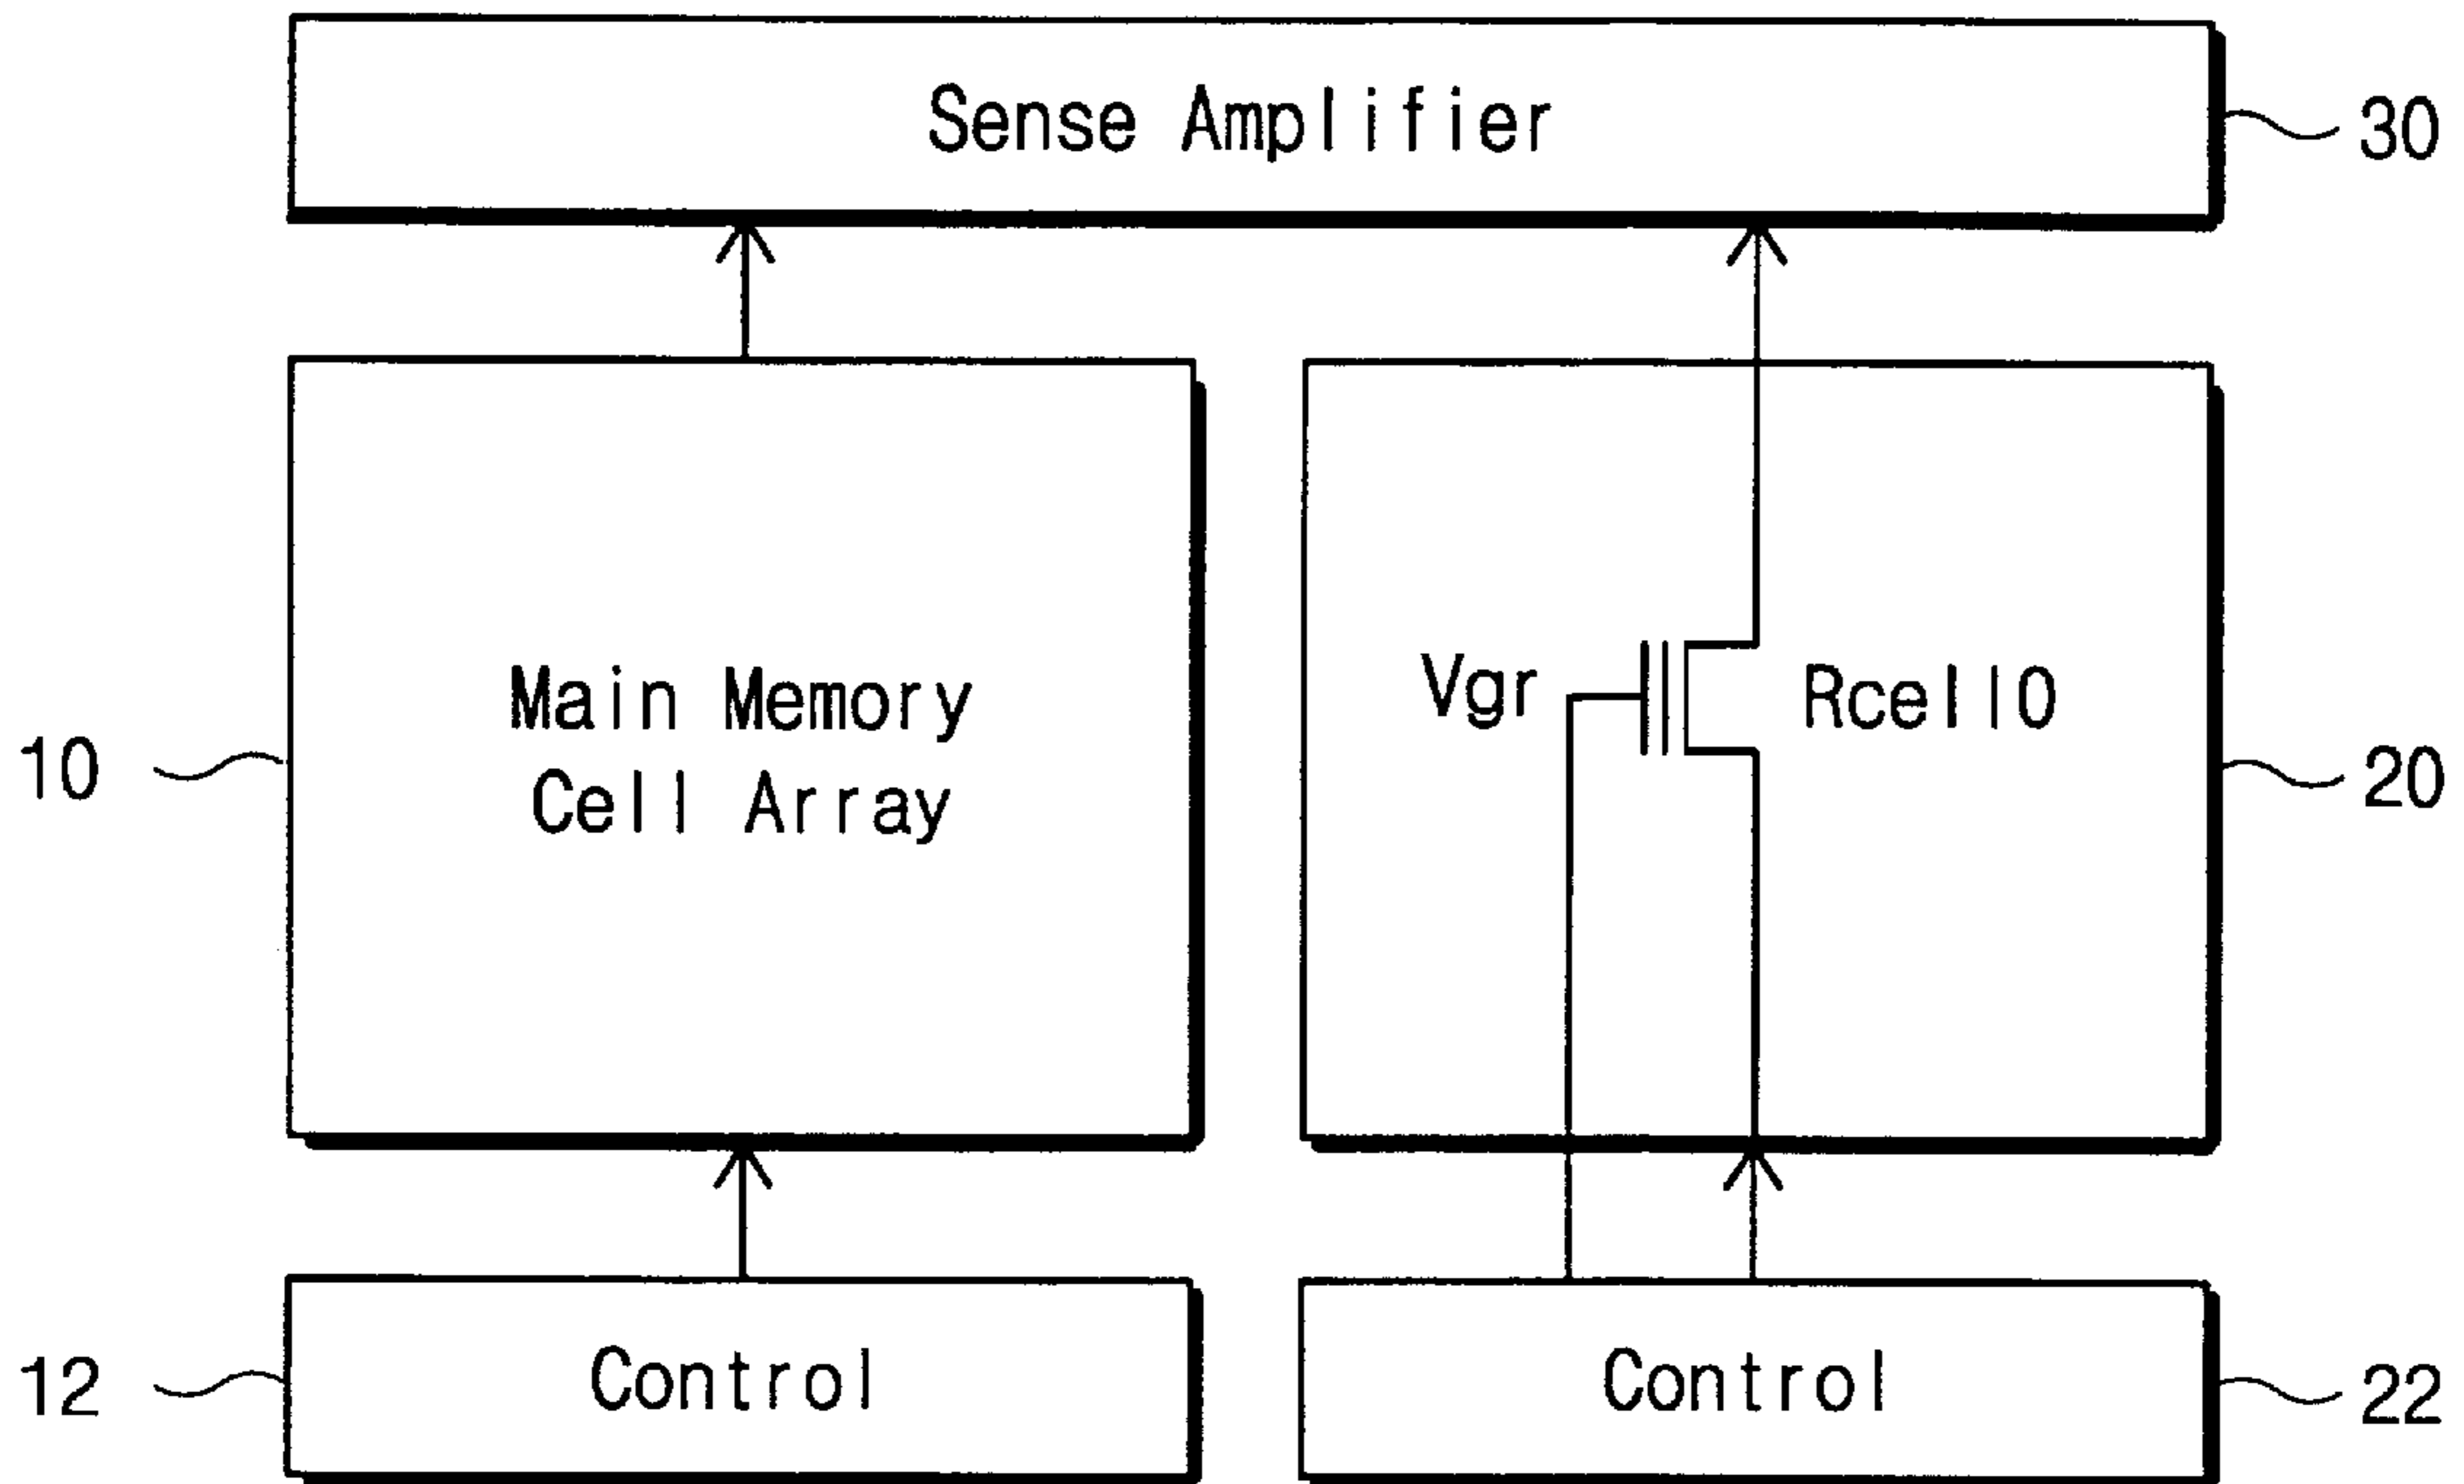 Sense Amplifier
30
Main Memory
Cell Array
10
Vgr
Rcell0
20
Control
12
Control
22